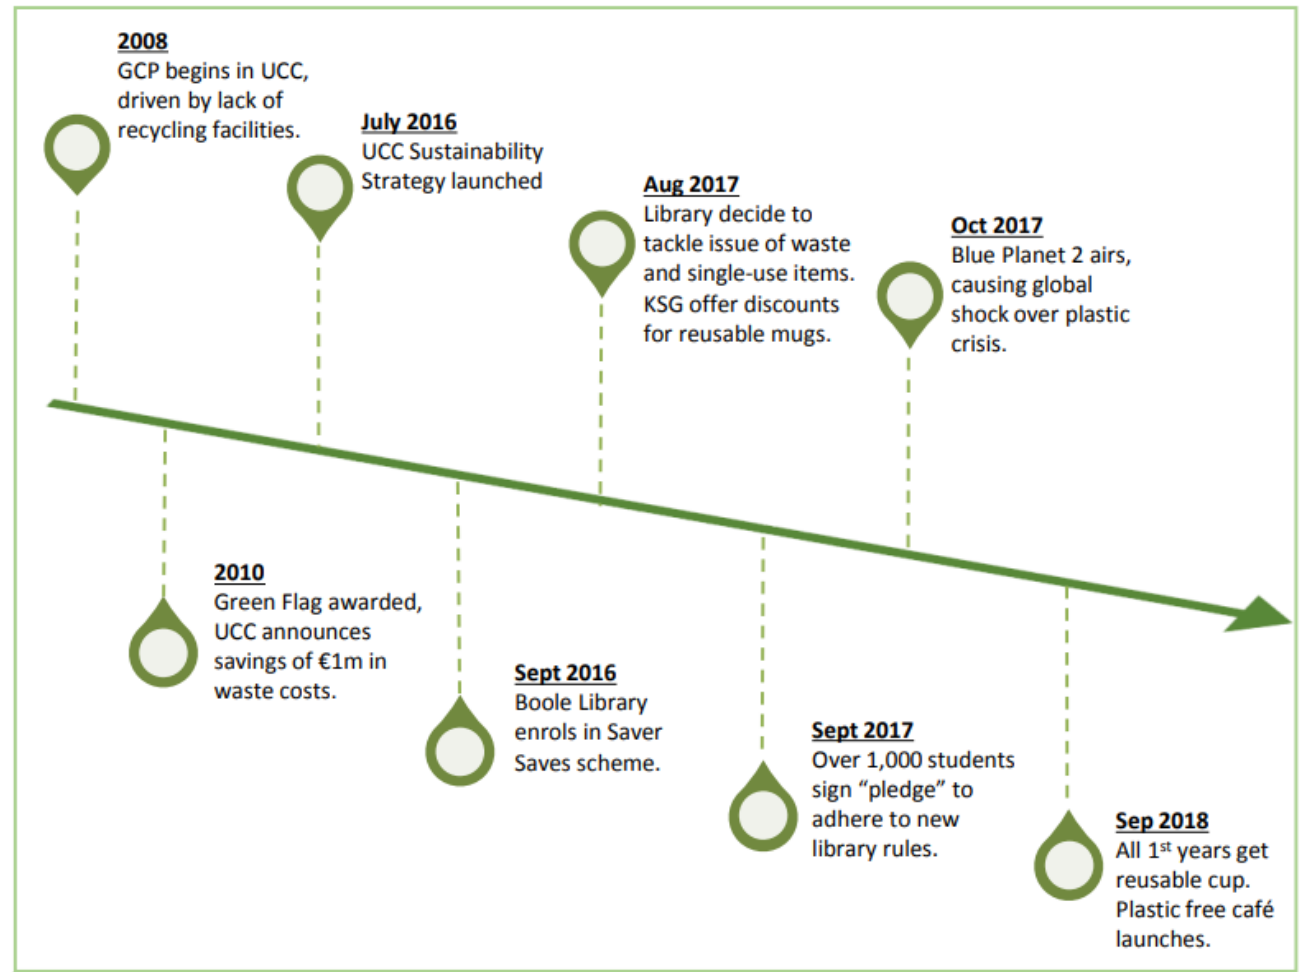 2008
GCP begins in UCC,
driven by lack of
recycling facilities.
July 2016
UCC Sustainability
Strategy launched
Aug 2017
Library decide to
tackle issue of waste
and single-use items.
KSG offer discounts
for reusable mugs.
Oct 2017
Blue Planet 2 airs,
causing global
shock over plastic
crisis.
2010
Green Flag awarded,
UCC announces
savings of €1m in
waste costs.
Sept 2016
Boole Library
enrols in Saver
Saves scheme.
Sept 2017
Over 1,000 students
sign “pledge” to
adhere to new
library rules.
Sep 2018
All 1st years get
reusable cup.
Plastic free café
launches.